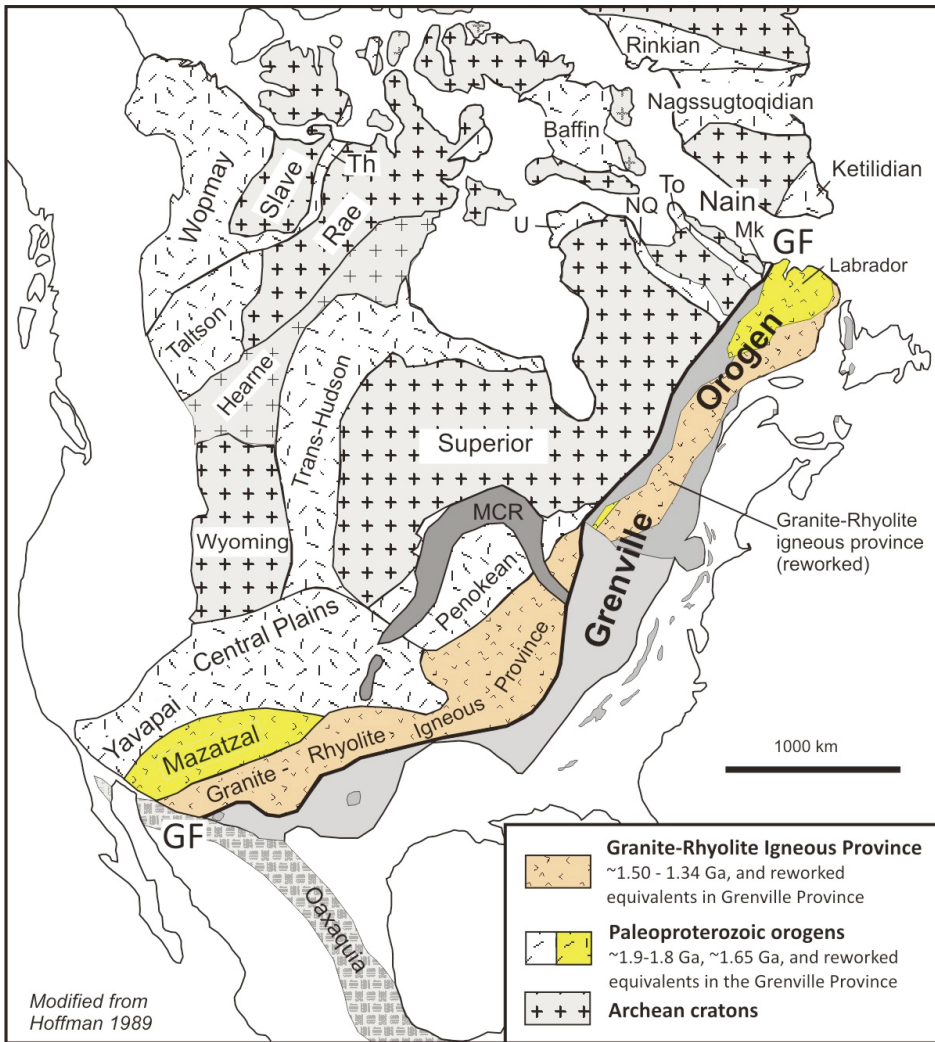 Rinkian
Nagssugtoqidian
Baffin
Ketilidian
Th
To
Nain
Slave
Wopmay
NQ
U
Mk
Rae
GF
Labrador
Taltson
Orogen
Hearne
Trans-Hudson
Superior
MCR
Granite-Rhyolite
igneous province
(reworked)
Wyoming
Penokean
Grenville
Central Plains
Province
Yavapai
Igneous
Mazatzal
Rhyolite
Granite -
1000 km
GF
Oaxaquia
Granite-Rhyolite Igneous Province
~1.50 - 1.34 Ga, and reworked
equivalents in Grenville Province
Paleoproterozoic orogens
~1.9-1.8 Ga, ~1.65 Ga, and reworked
equivalents in the Grenville Province
Archean cratons
Modified from
Hoffman 1989